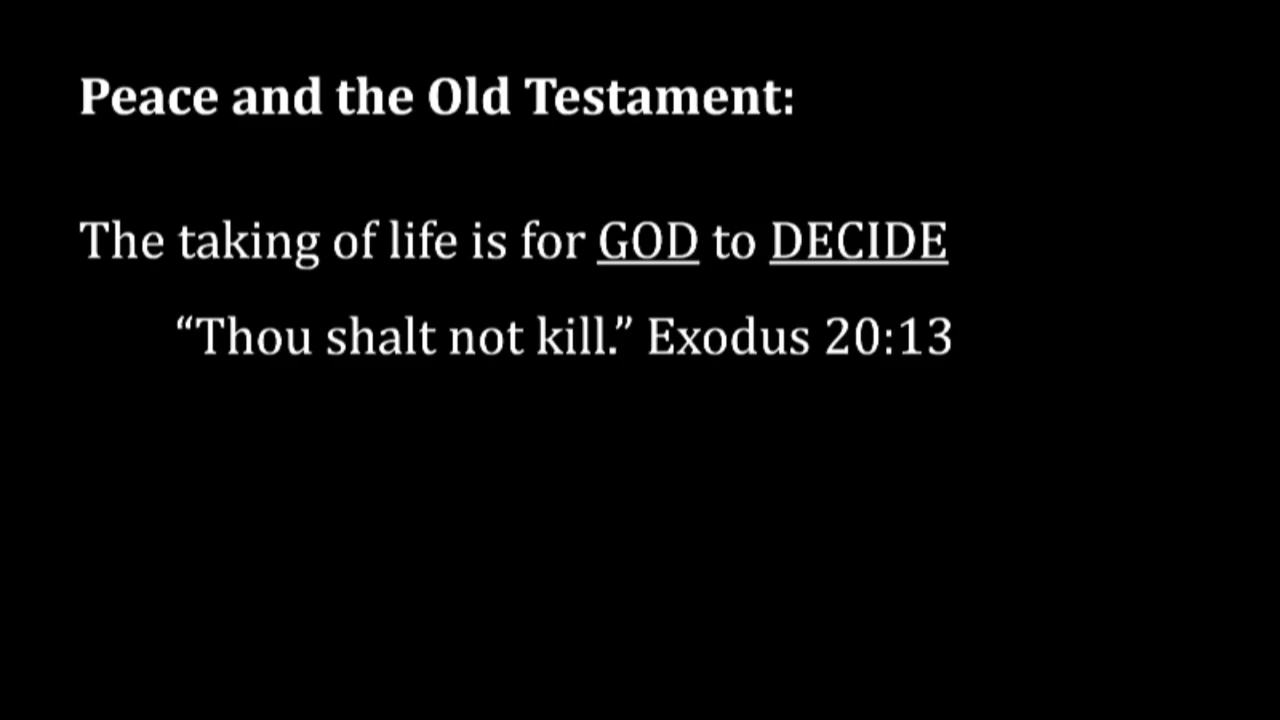 Peace and the Old Testament:
The taking of life is for GOD to DECIDE
“Thou shalt not kill.” Exodus 20:13